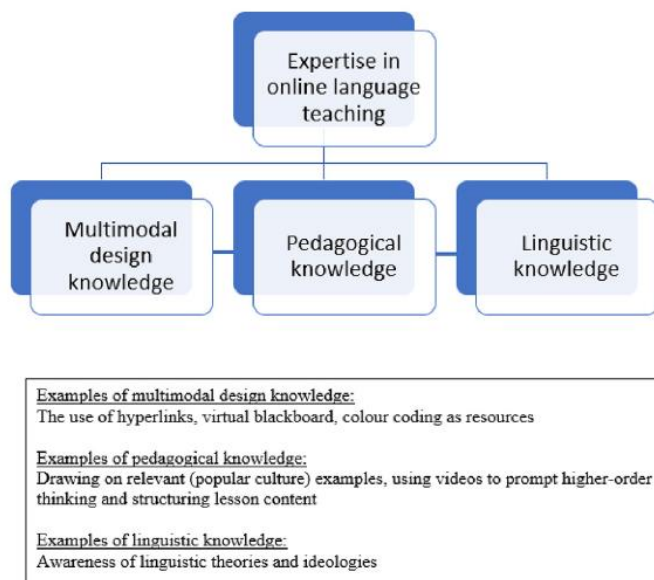 Expertise in
online language
teaching
Multimodal
design
knowledge
Pedagogical
knowledge
Linguistic
knowledge
Examples of multimodal design knowledge:
The use of hyperlinks, virtual blackboard, colour coding as resources
Examples of pedagogical knowledge:
Drawing on relevant (popular culture) examples, using videos to prompt higher-order
thinking and structuring lesson content
Examples of linguistic knowledge:
Awareness of linguistic theories and ideologies